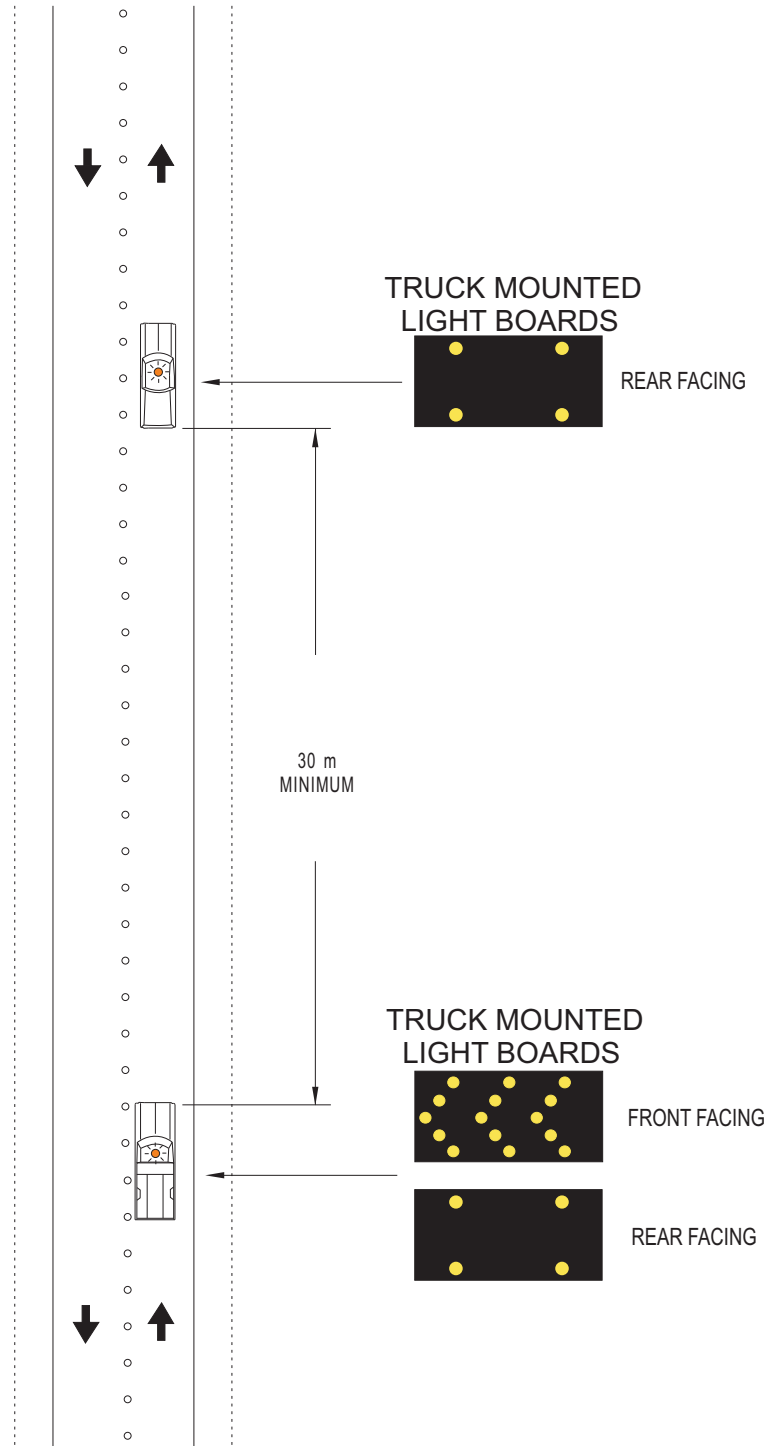 TRUCK MOUNTED
LIGHT BOARDS
REAR FACING
30 m
MINIMUM
TRUCK MOUNTED
LIGHT BOARDS
FRONT FACING
REAR FACING